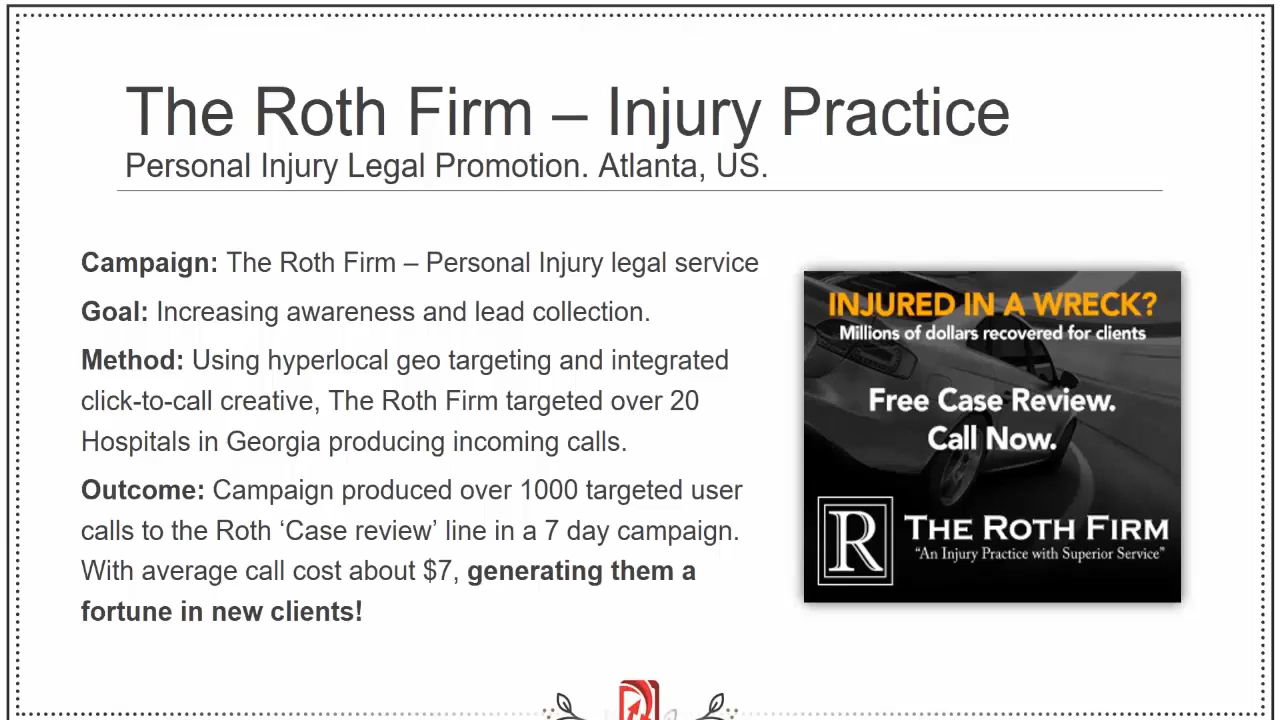 The Roth Firm – Injury Practice
Personal Injury Legal Promotion. Atlanta, US.
Campaign: The Roth Firm – Personal Injury legal service
Goal: Increasing awareness and lead collection.
Method: Using hyperlocal geo targeting and integrated
click-to-call creative, The Roth Firm targeted over 20
Hospitals in Georgia producing incoming calls.
Outcome: Campaign produced over 1000 targeted user
calls to the Roth ‘Case review’ line in a 7 day campaign.
With average call cost about $7, generating them a
fortune in new clients!
INJURED IN A WRECK?
Millions of dollars recovered for clients
Free Case Review.
Call Now.
R
THE ROTH FIRM
“An Injury Practice with Superior Service”